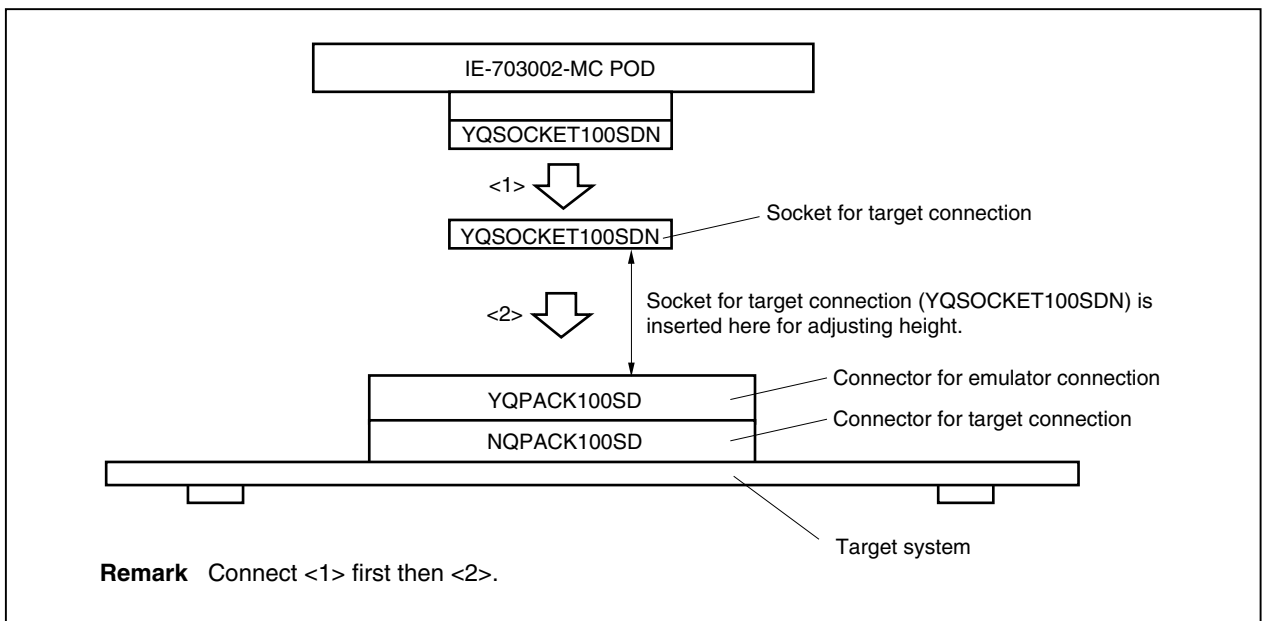 IE-703002-MC POD
YQSOCKET100SDN
<1>
YQSOCKET100SDN
Socket for target connection
<2>
Socket for target connection (YQSOCKET100SDN) is
inserted here for adjusting height.
YQPACK100SD
Connector for emulator connection
NQPACK100SD
Connector for target connection
Target system
Remark Connect <1> first then <2>.